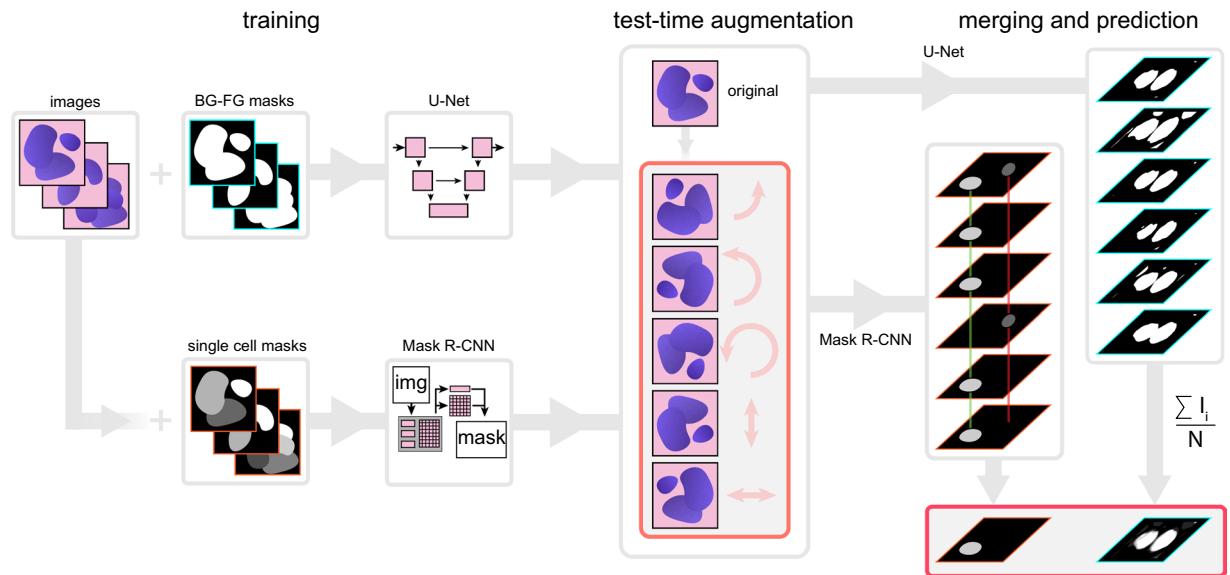 training
test-time augmentation
merging and prediction
images
BG-FG masks
U-Net
original
U-Net
+
single cell masks
Mask R-CNN
Mask R-CNN
+
img
mask
∑ I_i
N